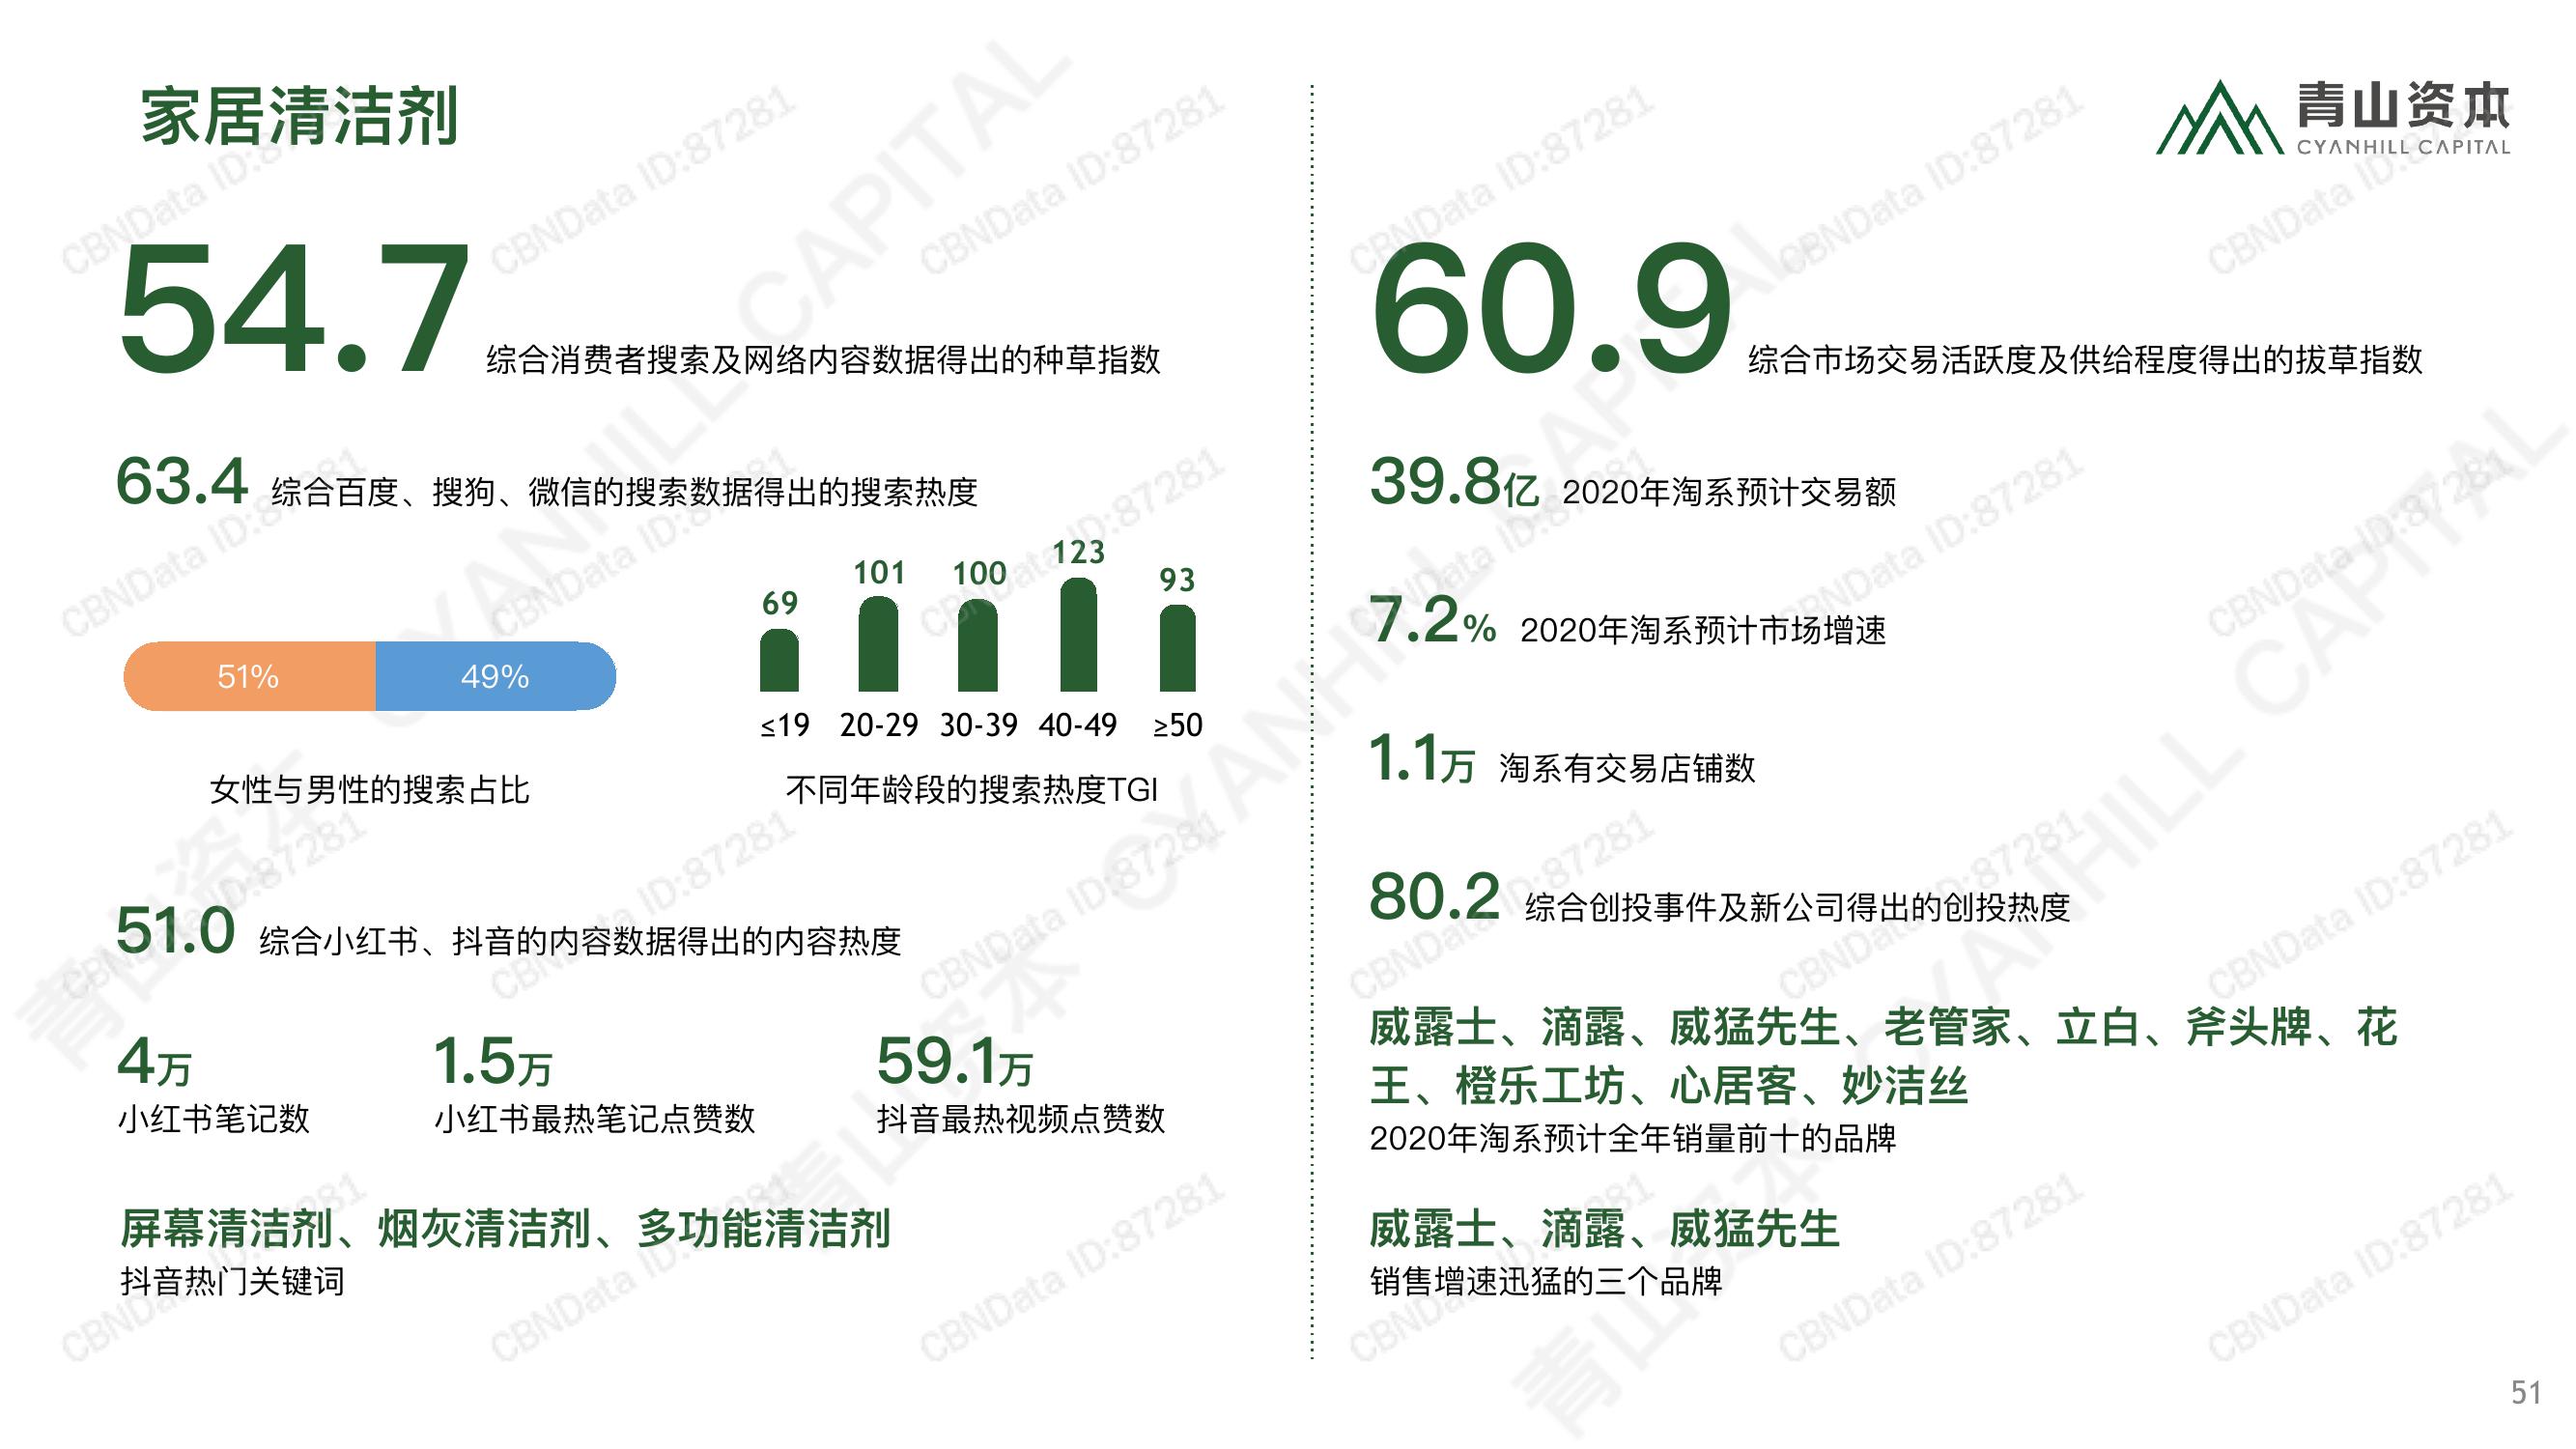 家居清洁剂
青山资本
CYANHILL CAPITAL
54.7 综合消费者搜索及网络内容数据得出的种草指数
63.4 综合百度、搜狗、微信的搜索数据得出的搜索热度
51% 49%
女性与男性的搜索占比
69 101 100 123 93
≤19 20-29 30-39 40-49 ≥50
不同年龄段的搜索热度TGI
51.0 综合小红书、抖音的内容数据得出的内容热度
4万
小红书笔记数
1.5万
小红书最热笔记点赞数
59.1万
抖音最热视频点赞数
屏幕清洁剂、烟灰清洁剂、多功能清洁剂
抖音热门关键词
60.9 综合市场交易活跃度及供给程度得出的拔草指数
39.8亿 2020年淘系预计交易额
7.2% 2020年淘系预计市场增速
1.1万 淘系有交易店铺数
80.2 综合创投事件及新公司得出的创投热度
威露士、滴露、威猛先生、老管家、立白、斧头牌、花
王、橙乐工坊、心居客、妙洁丝
2020年淘系预计全年销量前十的品牌
威露士、滴露、威猛先生
销售增速迅猛的三个品牌
51
CBNData ID:87281
青山资本 CYANHILL CAPITAL